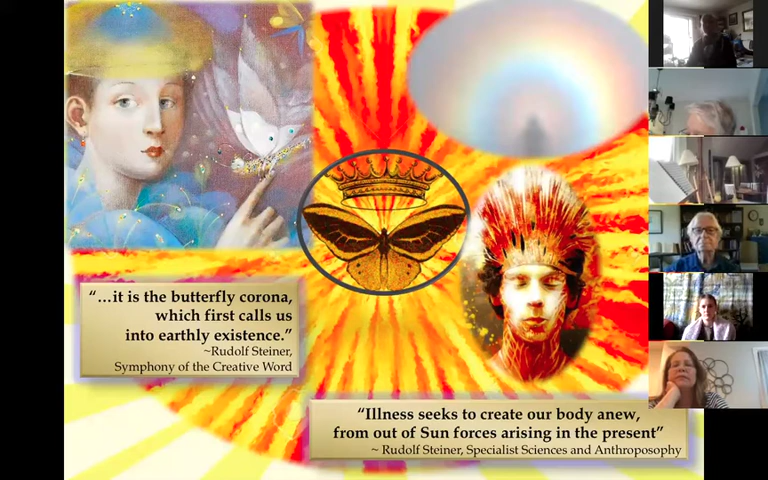 “...it is the butterfly corona,
which first calls us
into earthly existence.”
~Rudolf Steiner,
Symphony of the Creative Word
“Illness seeks to create our body anew,
from out of Sun forces arising in the present”
~ Rudolf Steiner, Specialist Sciences and Anthroposophy